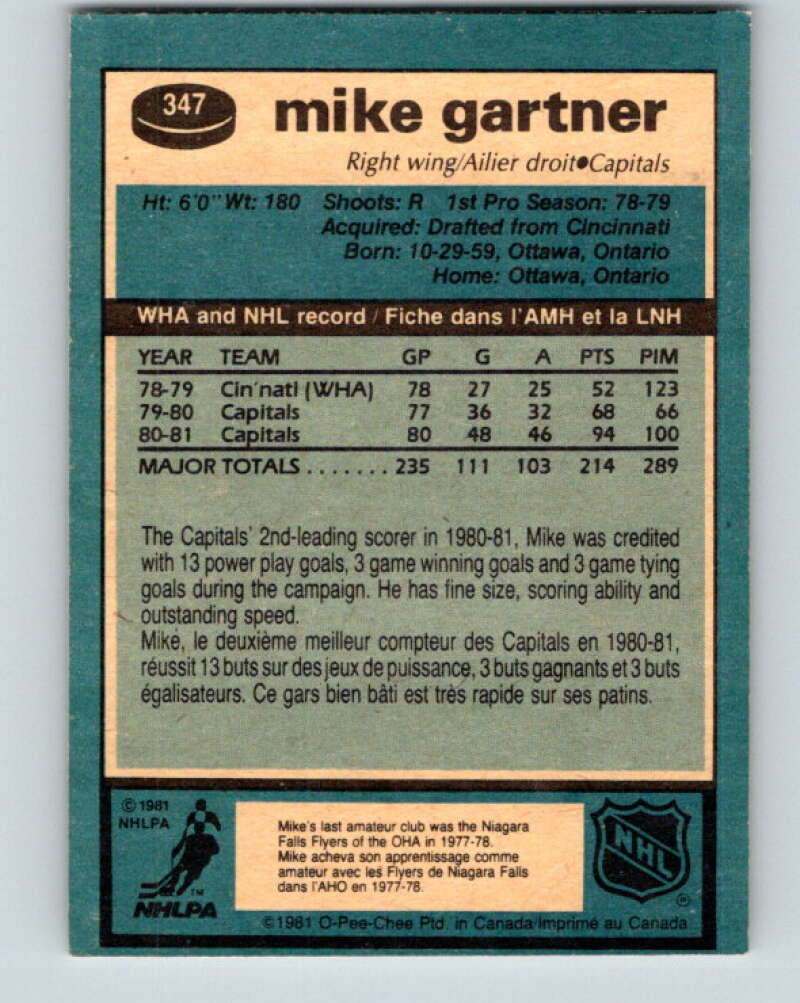 347
mike gartner
Right wing/Ailier droit●Capitals
Ht: 6'0" Wt: 180 Shoots: R 1st Pro Season: 78-79
Acquired: Drafted from Cincinnati
Born: 10-29-59, Ottawa, Ontario
Home: Ottawa, Ontario
WHA and NHL record / Fiche dans l'AMH et la LNH
YEAR TEAM GP G A PTS PIM
78-79 Cin'nati (WHA) 78 27 25 52 123
79-80 Capitals 77 36 32 68 66
80-81 Capitals 80 48 46 94 100
MAJOR TOTALS ....... 235 111 103 214 289
The Capitals' 2nd-leading scorer in 1980-81, Mike was credited
with 13 power play goals, 3 game winning goals and 3 game tying
goals during the campaign. He has fine size, scoring ability and
outstanding speed.
Mike, le deuxième meilleur compteur des Capitals en 1980-81,
réussit 13 buts sur des jeux de puissance, 3 buts gagnants et 3 buts
égalisateurs. Ce gars bien bâti est très rapide sur ses patins.
© 1981
NHLPA
TM
NHLPA
Mike's last amateur club was the Niagara
Falls Flyers of the OHA in 1977-78.
Mike acheva son apprentissage comme
amateur avec les Flyers de Niagara Falls
dans l'AHO en 1977-78.
NHL
®
©1981 O-Pee-Chee Ptd. in Canada/Imprimé au Canada